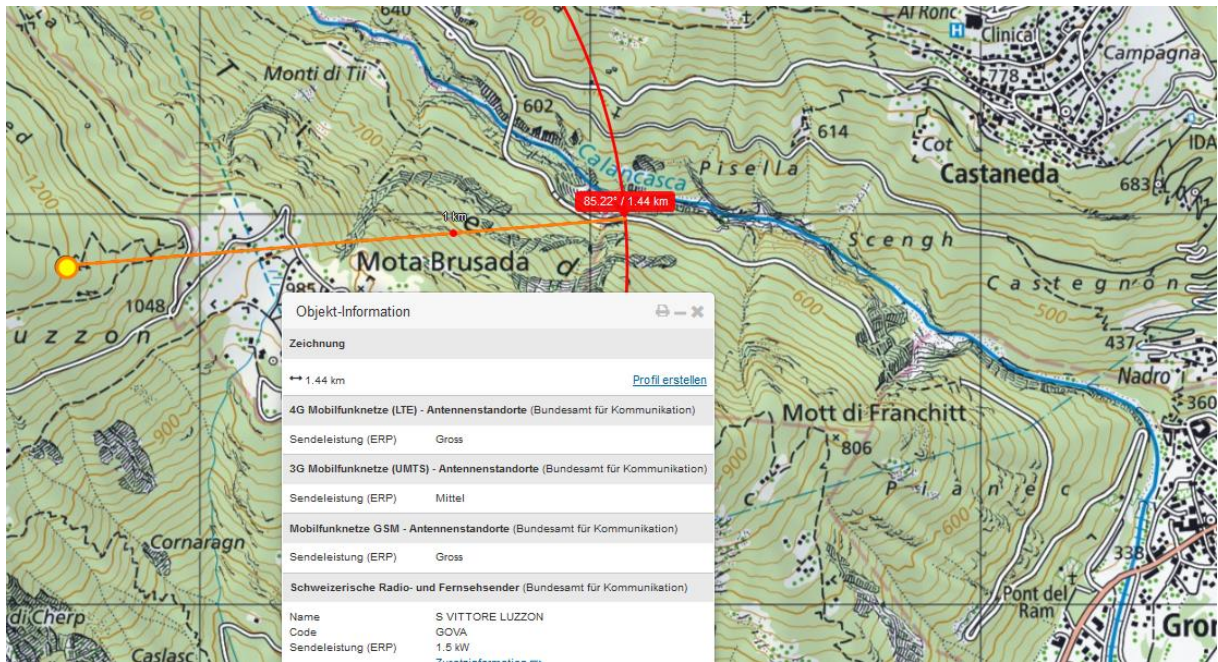 640
Al Ronc
Clinica
Campagna
Monti di Tii
778
602
700
614
Cot
IDA
Calancasca
Pisella
Castaneda
683
1200
85.22° / 1.44 km
1 km
Scengh
Mota Brusada
d
985
Castegnon
1048
600
500
uzzon
437
Nadro
360
Mott di Franchitt
806
900
900
Pianec
600
Cornaragn
338
Pont del
Ram
di Cherp
Gro
Caslasc
Objekt-Information
Zeichnung
1.44 km Profil erstellen
4G Mobilfunknetze (LTE) - Antennenstandorte (Bundesamt für Kommunikation)
Sendeleistung (ERP) Gross
3G Mobilfunknetze (UMTS) - Antennenstandorte (Bundesamt für Kommunikation)
Sendeleistung (ERP) Mittel
Mobilfunknetze GSM - Antennenstandorte (Bundesamt für Kommunikation)
Sendeleistung (ERP) Gross
Schweizerische Radio- und Fernsehsender (Bundesamt für Kommunikation)
Name S VITTORE LUZZON
Code GOVA
Sendeleistung (ERP) 1.5 kW